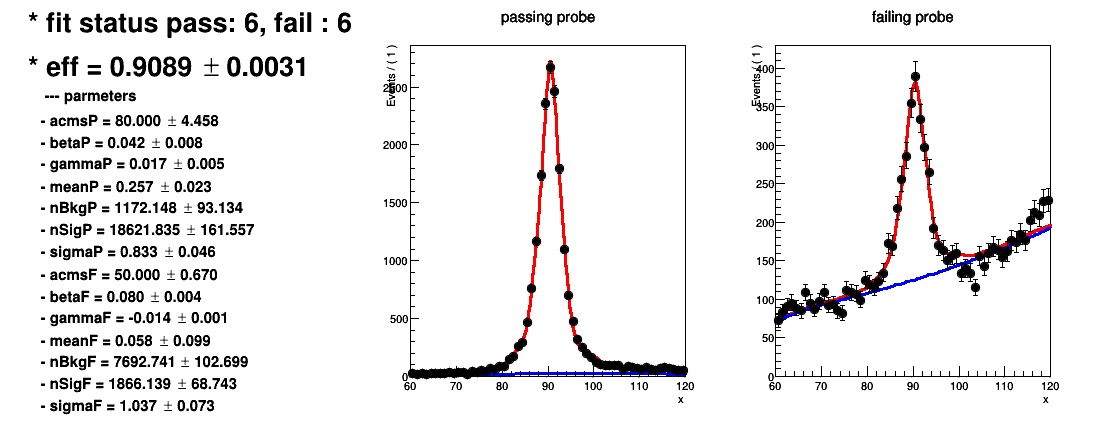 * fit status pass: 6, fail : 6
* eff = 0.9089 ± 0.0031
--- parmeters
- acmsP = 80.000 ± 4.458
- betaP = 0.042 ± 0.008
- gammaP = 0.017 ± 0.005
- meanP = 0.257 ± 0.023
- nBkgP = 1172.148 ± 93.134
- nSigP = 18621.835 ± 161.557
- sigmaP = 0.833 ± 0.046
- acmsF = 50.000 ± 0.670
- betaF = 0.080 ± 0.004
- gammaF = -0.014 ± 0.001
- meanF = 0.058 ± 0.099
- nBkgF = 7692.741 ± 102.699
- nSigF = 1866.139 ± 68.743
- sigmaF = 1.037 ± 0.073
passing probe
Events / ( 1 )
2500
2000
1500
1000
500
0
60 70 80 90 100 110 120
x
failing probe
Events / ( 1 )
400
350
300
250
200
150
100
50
0
60 70 80 90 100 110 120
x